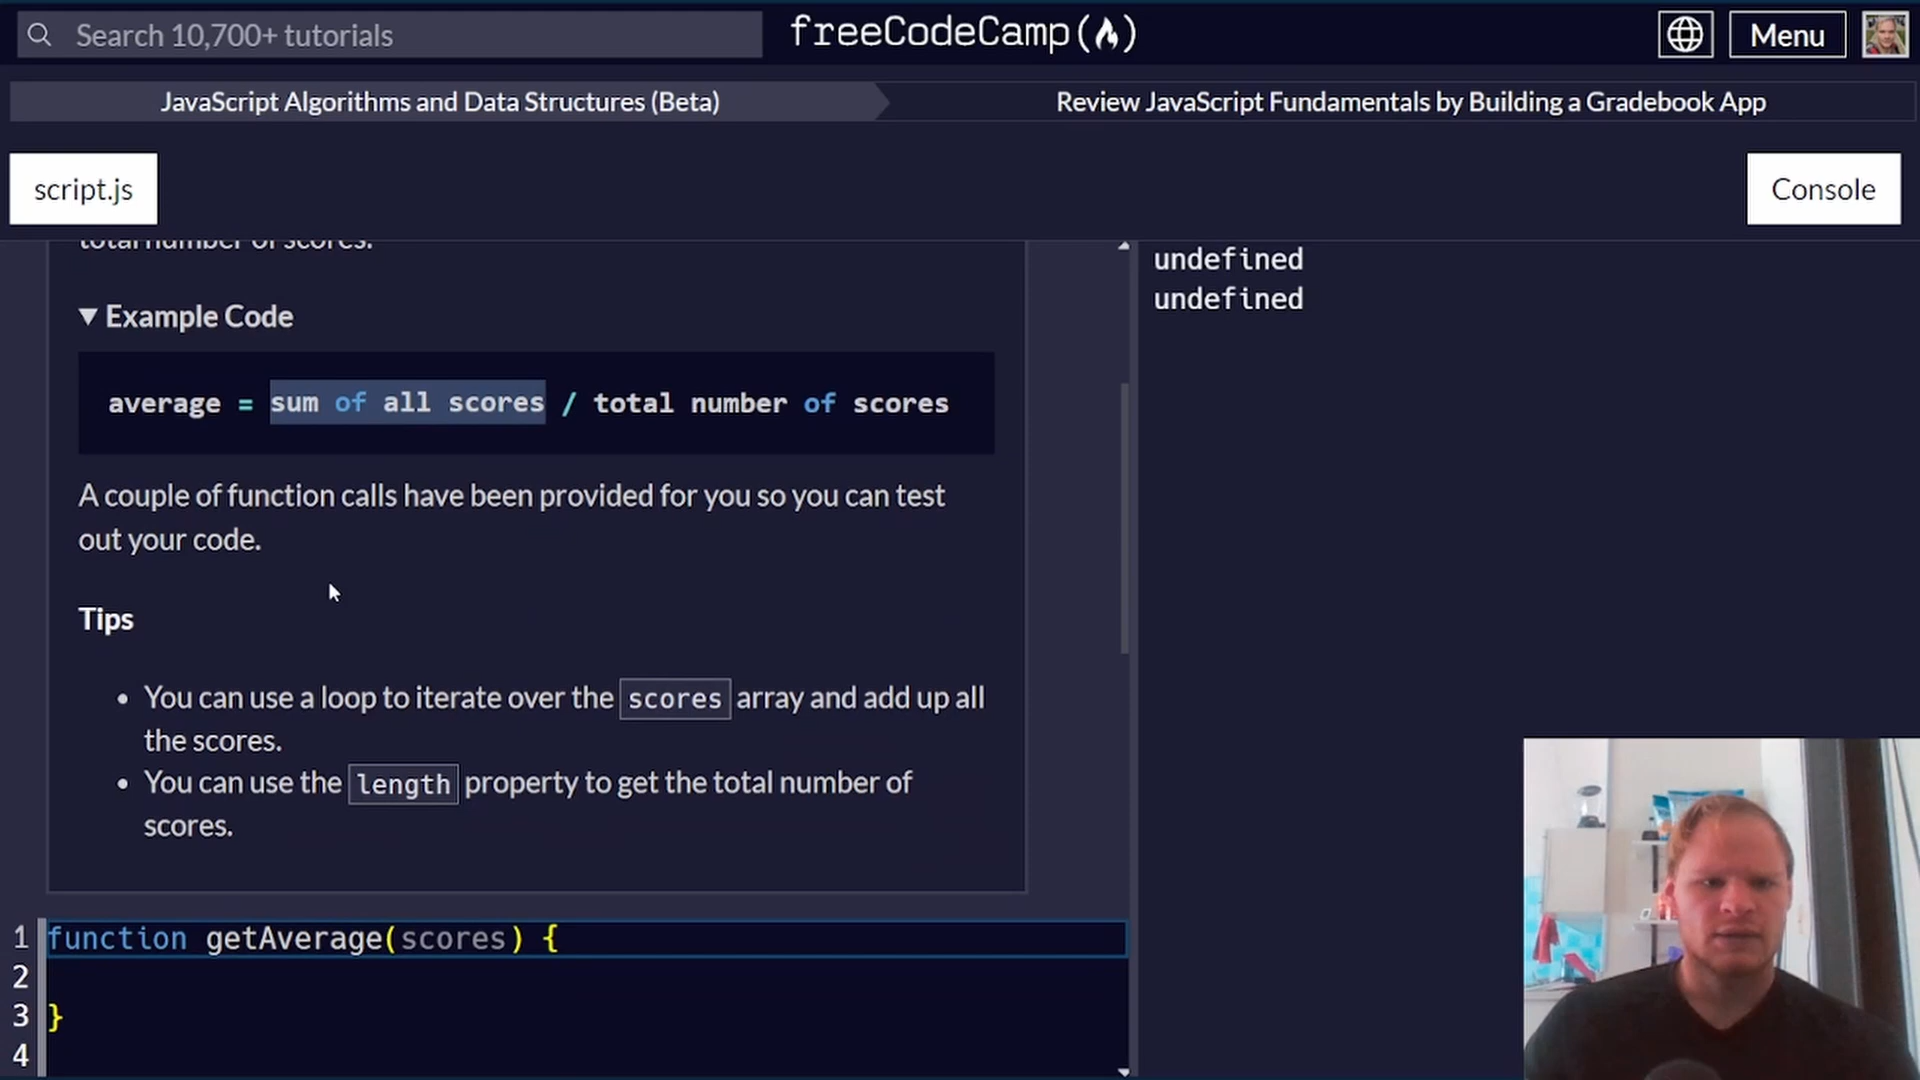 Search 10,700+ tutorials
freeCodeCamp
Menu
JavaScript Algorithms and Data Structures (Beta)
Review JavaScript Fundamentals by Building a Gradebook App
script.js
Console
total number of scores.
Example Code
average = sum of all scores / total number of scores
A couple of function calls have been provided for you so you can test
out your code.
Tips
• You can use a loop to iterate over the scores array and add up all
the scores.
• You can use the length property to get the total number of
scores.
1 function getAverage(scores) {
2
3 }
4
undefined
undefined